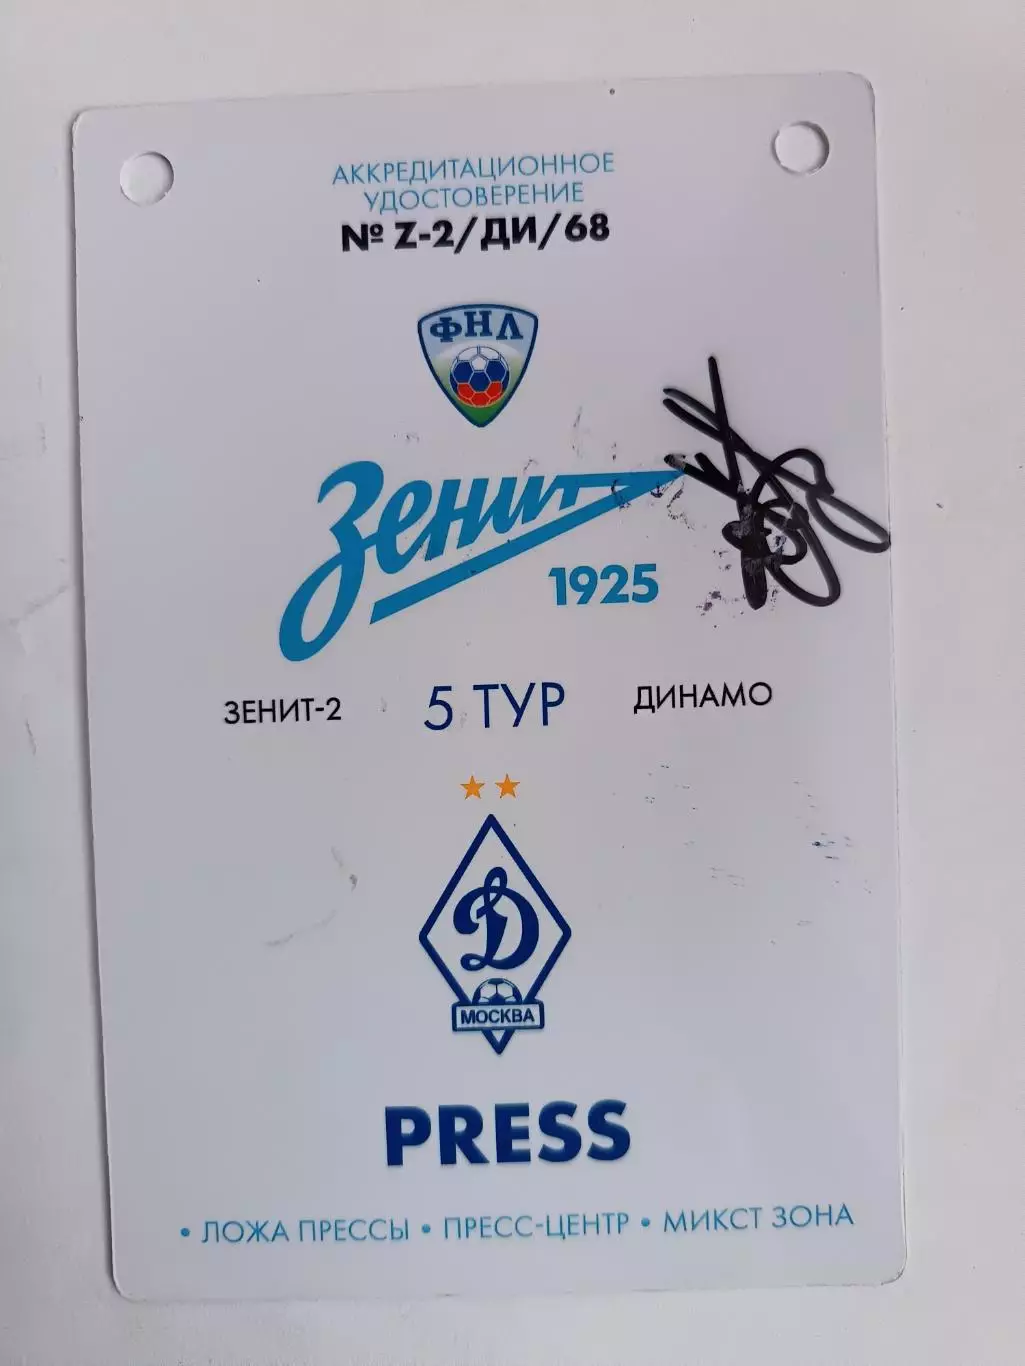 АККРЕДИТАЦИОННОЕ
УДОСТОВЕРЕНИЕ
№ Z-2/ДИ/68
ФНЛ
Зенит
1925
ЗЕНИТ-2 5 ТУР ДИНАМО
Д
МОСКВА
PRESS
• ЛОЖА ПРЕССЫ • ПРЕСС-ЦЕНТР • МИКСТ ЗОНА